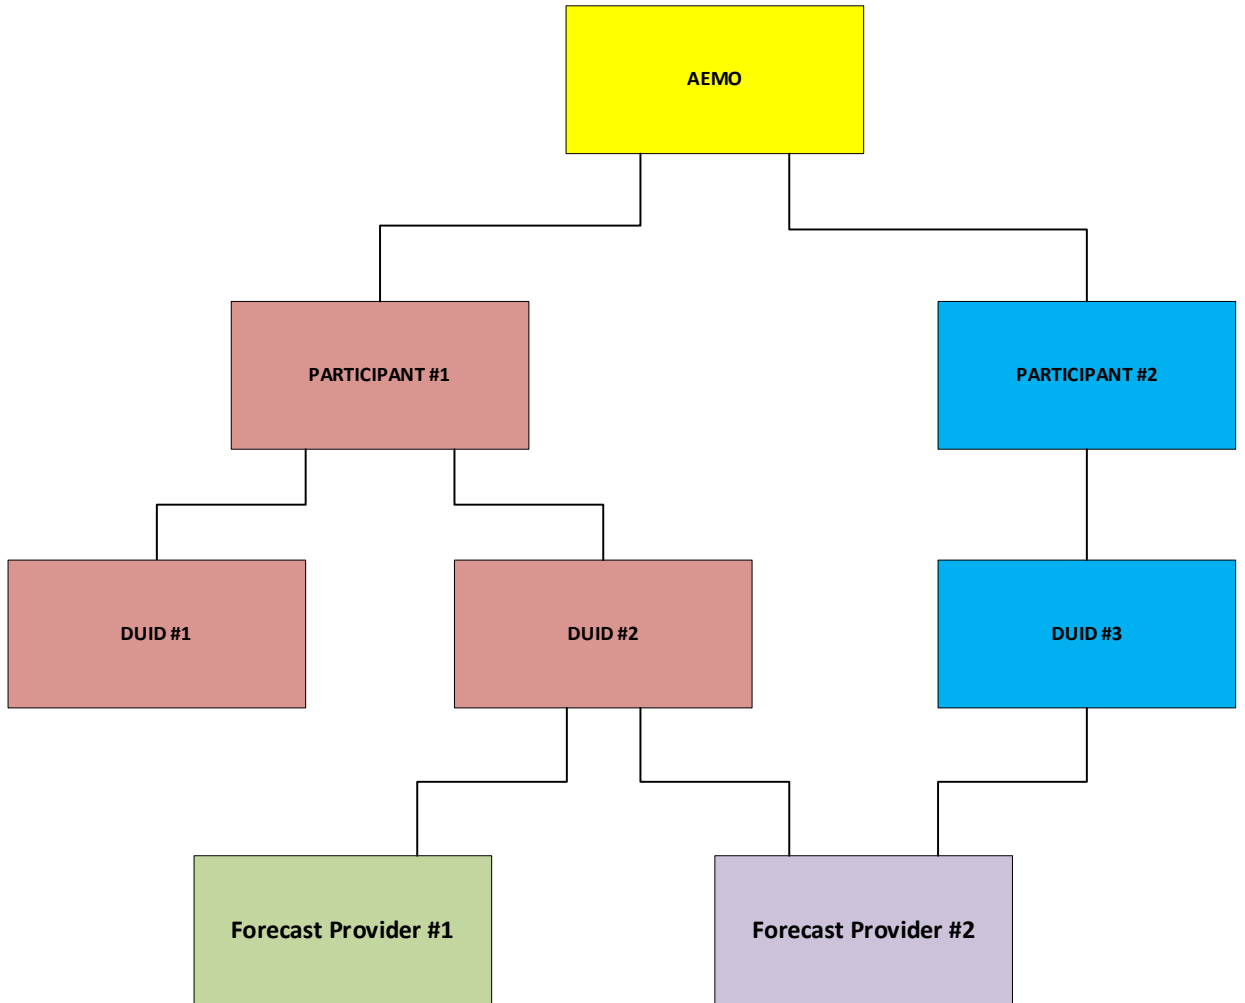 AEMO
PARTICIPANT #1
PARTICIPANT #2
DUID #1
DUID #2
DUID #3
Forecast Provider #1
Forecast Provider #2